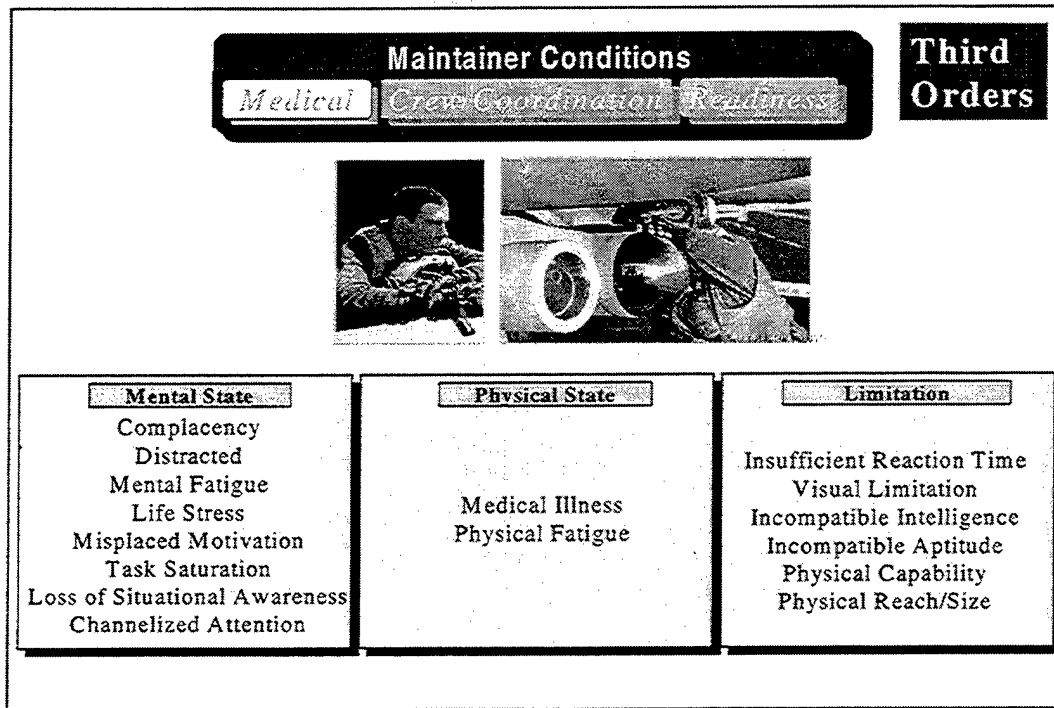 Maintainer Conditions
Medical Crew Coordination Readiness
Third
Orders
Mental State
Complacency
Distracted
Mental Fatigue
Life Stress
Misplaced Motivation
Task Saturation
Loss of Situational Awareness
Channelized Attention
Physical State
Medical Illness
Physical Fatigue
Limitation
Insufficient Reaction Time
Visual Limitation
Incompatible Intelligence
Incompatible Aptitude
Physical Capability
Physical Reach/Size